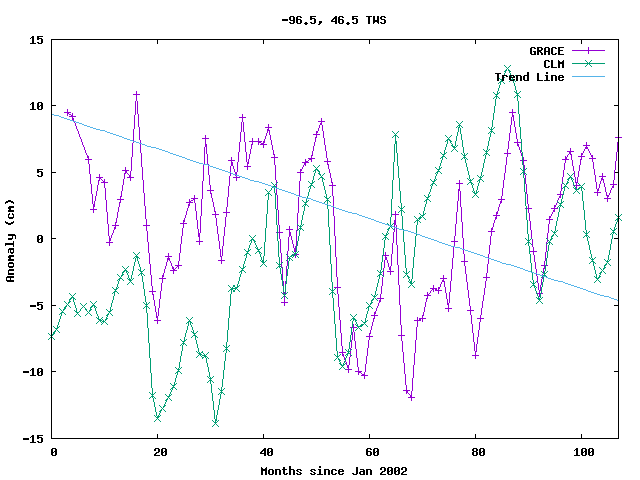 -96.5, 46.5 TWS
GRACE
CLM
Trend Line
15
10
5
0
-5
-10
-15
Anomaly (cm)
0 20 40 60 80 100
Months since Jan 2002